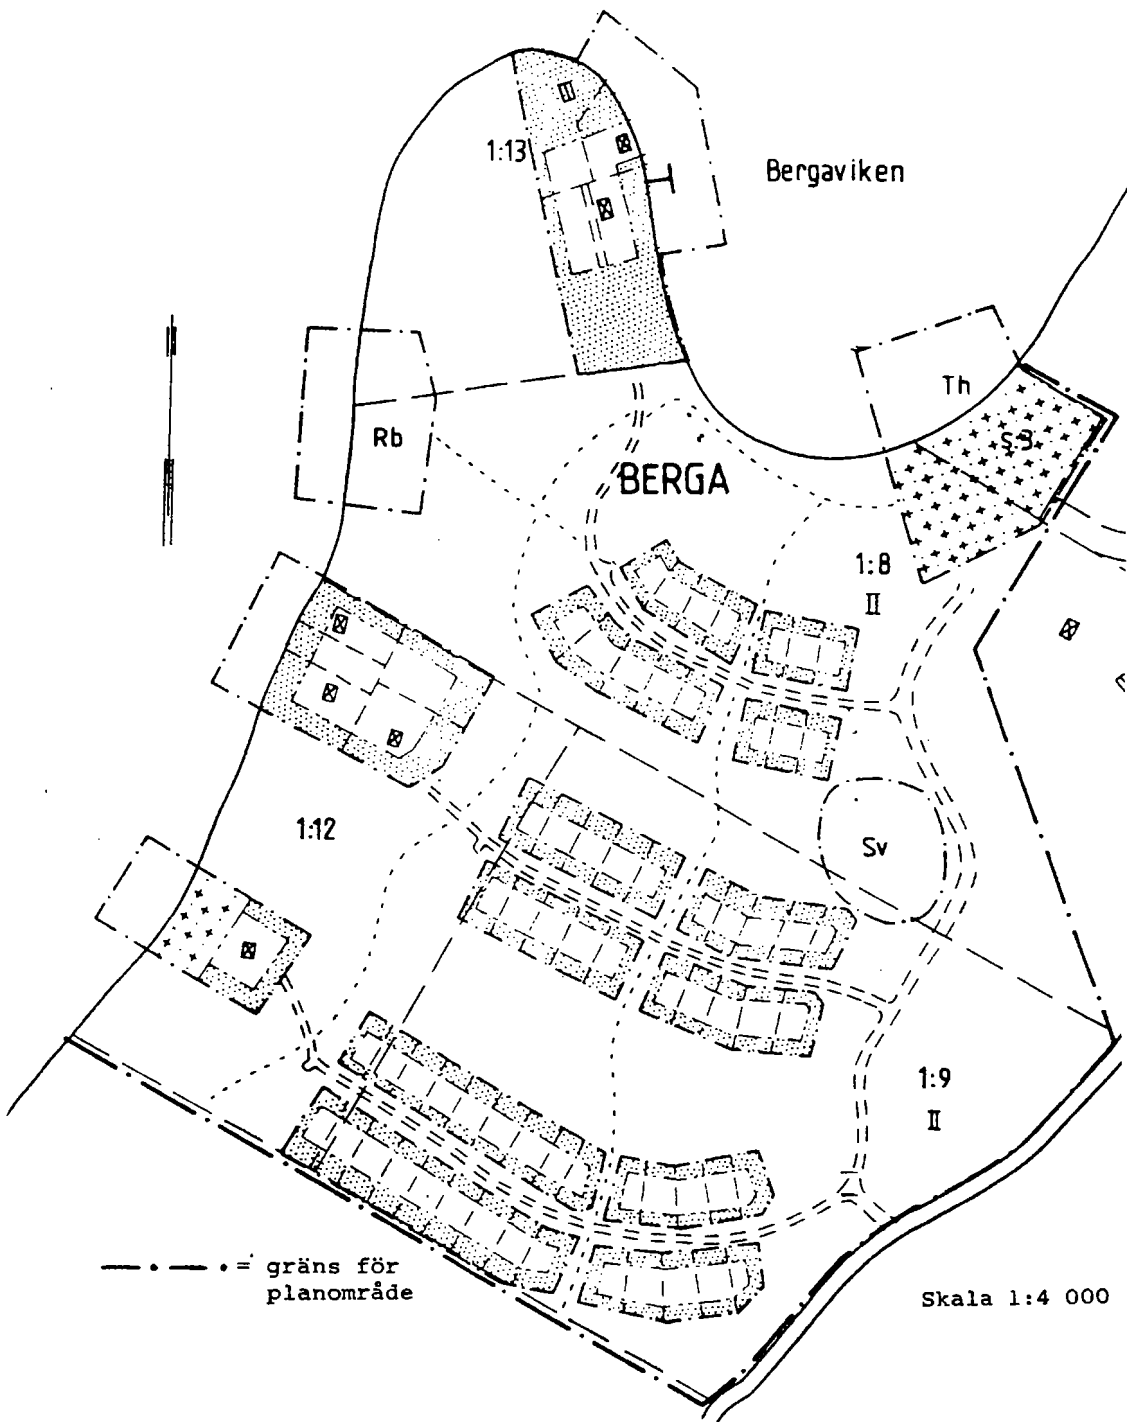 1:13
Bergaviken
Th
S 3
Rb
BERGA
1:8
II
Sv
1:12
1:9
II
= gräns för
planområde
Skala 1:4 000